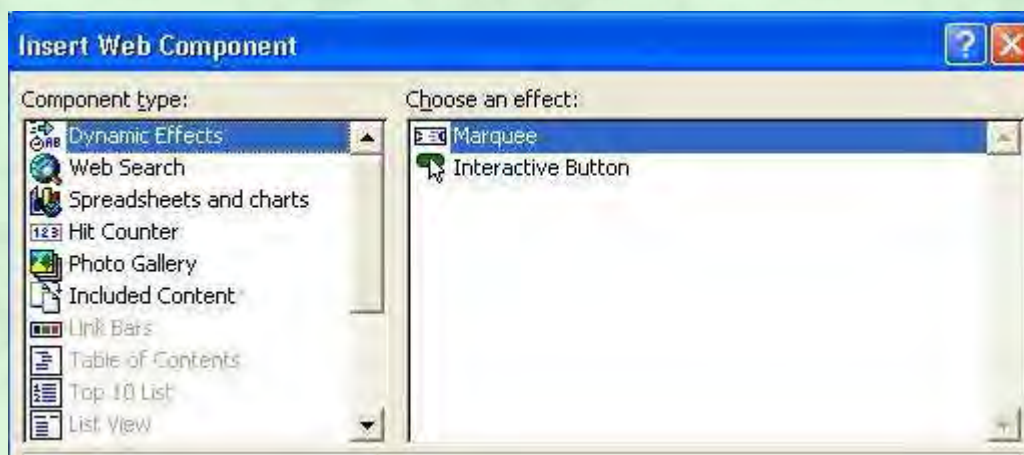 Insert Web Component
Component type:
Dynamic Effects
Web Search
Spreadsheets and charts
123 Hit Counter
Photo Gallery
Included Content
Link Bars
Table of Contents
Top 10 List
List View
Choose an effect:
Marquee
Interactive Button